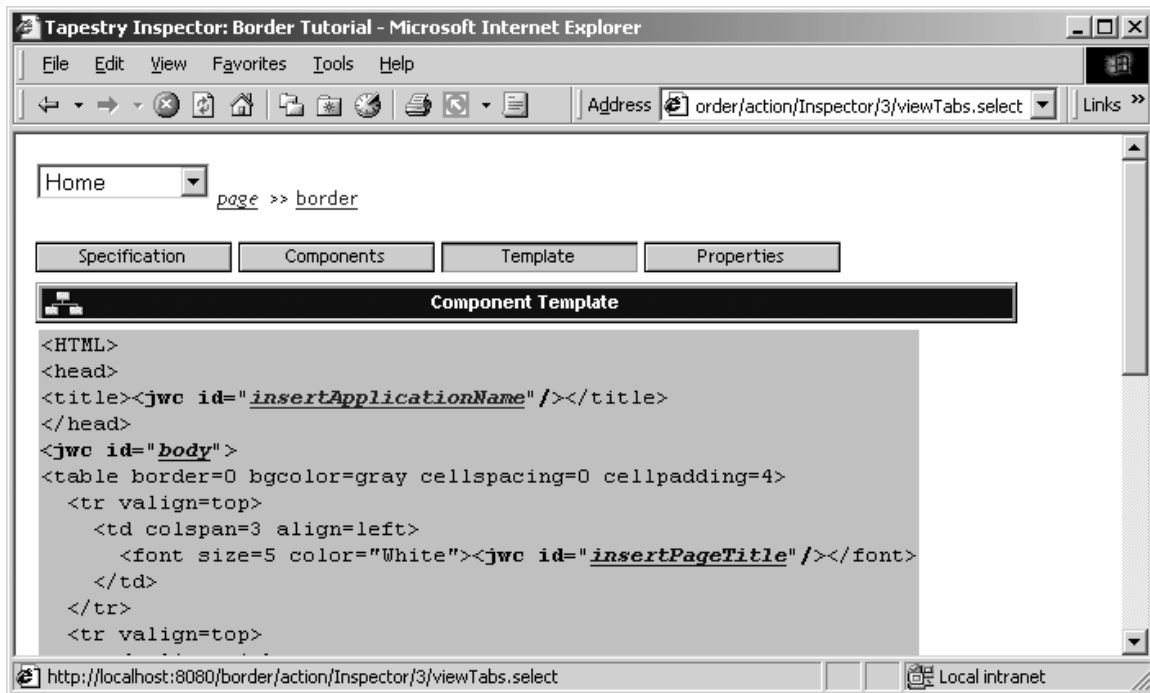 Tapestry Inspector: Border Tutorial - Microsoft Internet Explorer
File Edit View Favorites Tools Help
Address order/action/Inspector/3/viewTabs.select Links »
Home page >> border
Specification Components Template Properties
Component Template
<HTML>
<head>
<title><jwc id="insertApplicationName"/></title>
</head>
<jwc id="body">
<table border=0 bgcolor=gray cellspacing=0 cellpadding=4>
  <tr valign=top>
    <td colspan=3 align=left>
      <font size=5 color="White"><jwc id="insertPageTitle"/></font>
    </td>
  </tr>
  <tr valign=top>
http://localhost:8080/border/action/Inspector/3/viewTabs.select Local intranet